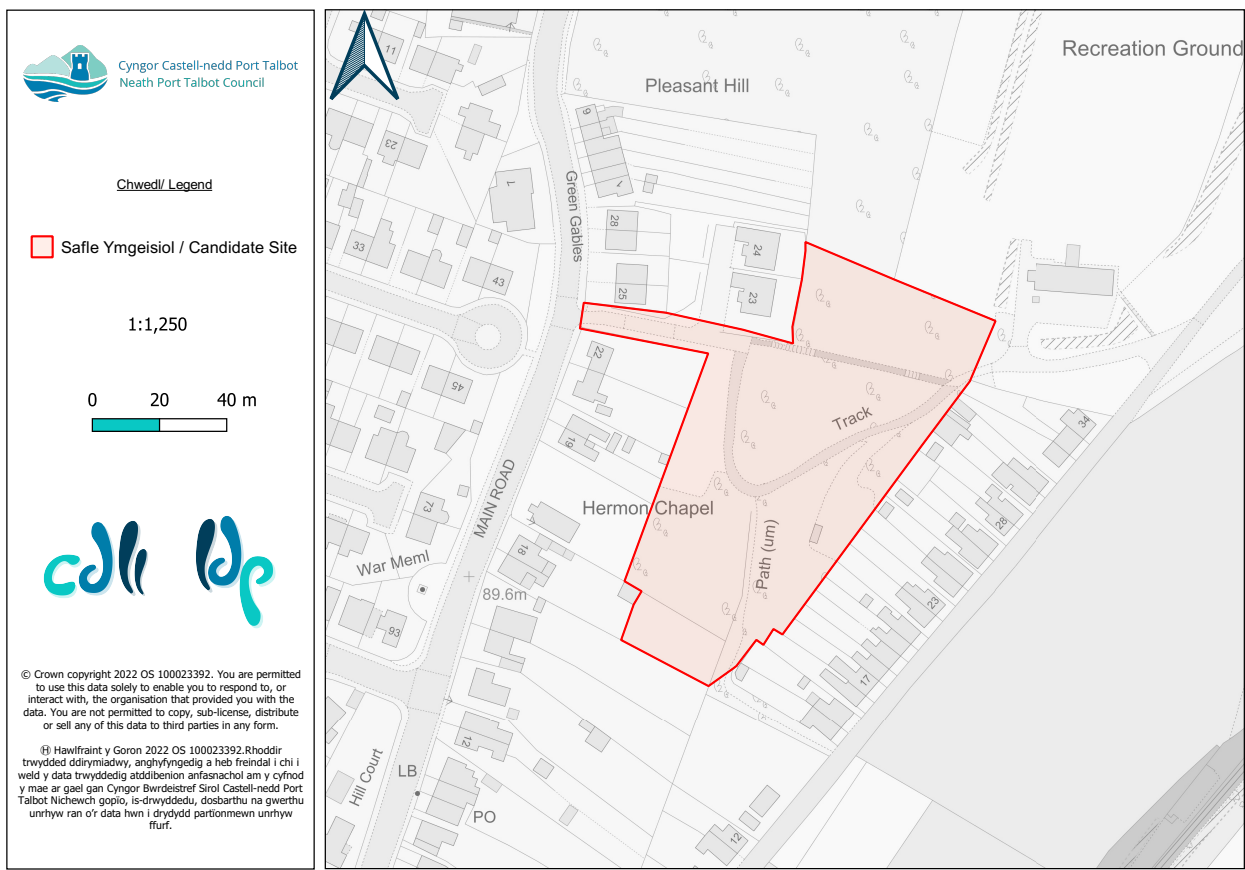 Cyngor Castell-nedd Port Talbot
Neath Port Talbot Council
Chwedl/ Legend
Safle Ymgeisiol / Candidate Site
1:1,250
0 20 40 m
cdll ldp
© Crown copyright 2022 OS 100023392. You are permitted
to use this data solely to enable you to respond to, or
interact with, the organisation that provided you with the
data. You are not permitted to copy, sub-license, distribute
or sell any of this data to third parties in any form.
Ⓗ Hawlfraint y Goron 2022 OS 100023392.Rhoddir
trwydded ddirymiadwy, anghyfyngedig a heb freindal i chi i
weld y data trwyddedig atddibenion anfasnachol am y cyfnod
y mae ar gael gan Cyngor Bwrdeistref Sirol Castell-nedd Port
Talbot Nichewch gopïo, is-drwyddedu, dosbarthu na gwerthu
unrhyw ran o'r data hwn i drydydd partïonmewn unrhyw
ffurf.
Recreation Ground
11
Pleasant Hill
9
23
7
1
Green Gables
28
24
33
43
25
23
22
45
Track
34
19
MAIN ROAD
Hermon Chapel
73
28
Path (um)
18
War Meml
89.6m
23
93
17
12
Hill Court
LB
PO
12